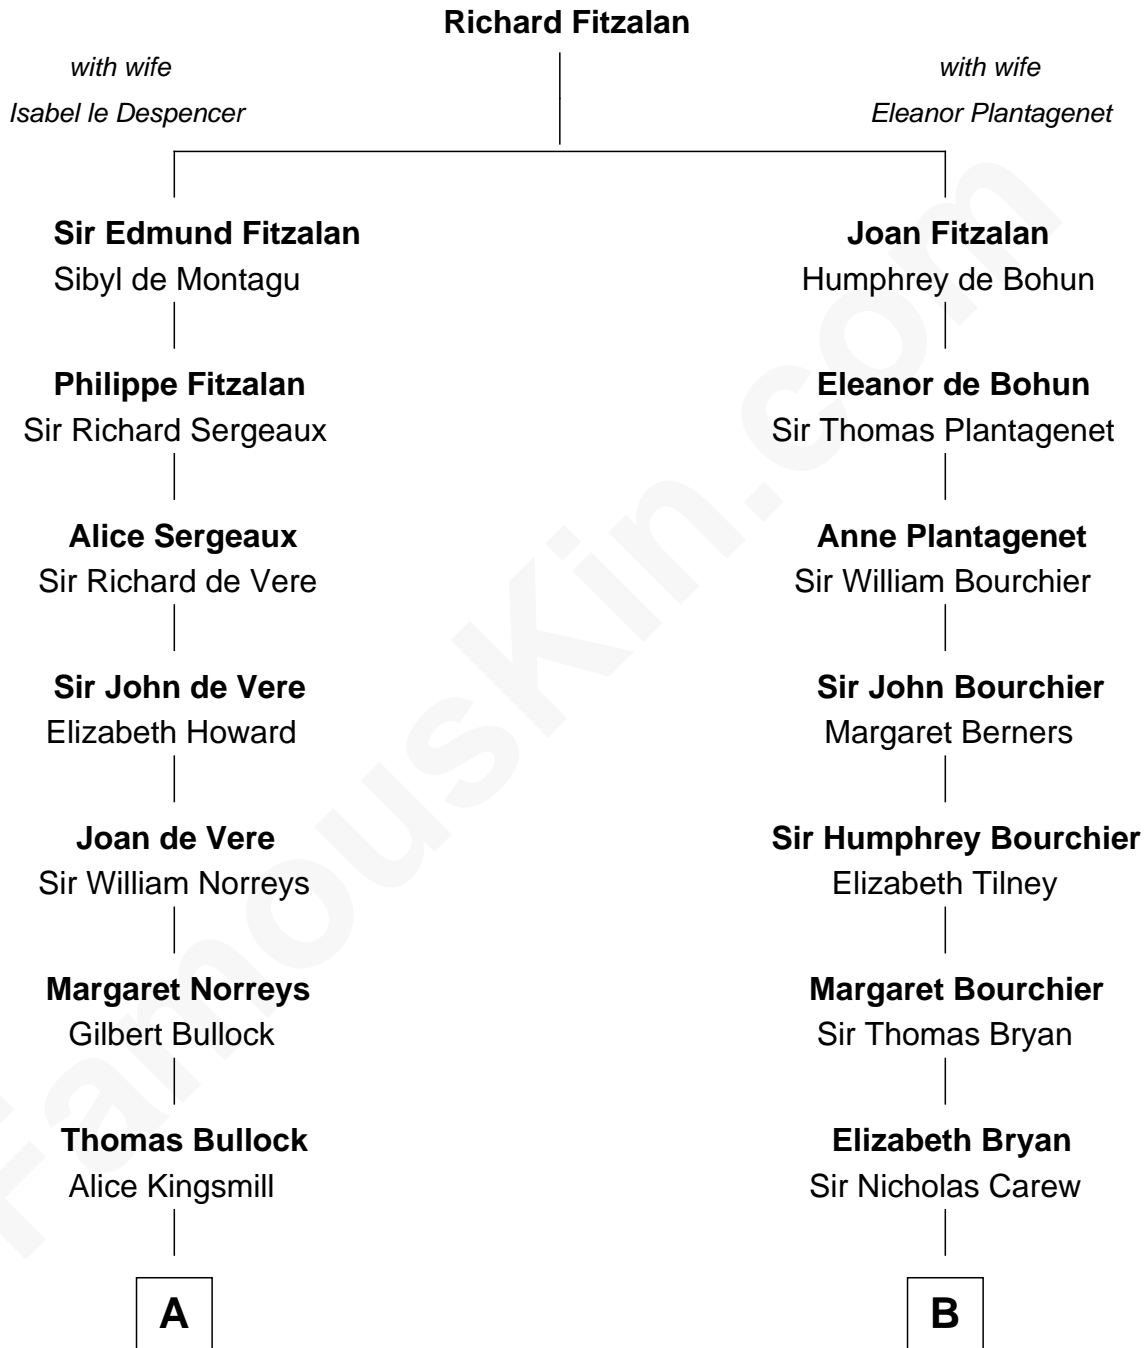 Richard Fitzalan
with wife
Isabel le Despencer
with wife
Eleanor Plantagenet
Sir Edmund Fitzalan
Sibyl de Montagu
Joan Fitzalan
Humphrey de Bohun
Philippe Fitzalan
Sir Richard Sergeaux
Eleanor de Bohun
Sir Thomas Plantagenet
Alice Sergeaux
Sir Richard de Vere
Anne Plantagenet
Sir William Bourchier
Sir John de Vere
Elizabeth Howard
Sir John Bourchier
Margaret Berners
Joan de Vere
Sir William Norreys
Sir Humphrey Bourchier
Elizabeth Tilney
Margaret Norreys
Gilbert Bullock
Margaret Bourchier
Sir Thomas Bryan
Thomas Bullock
Alice Kingsmill
Elizabeth Bryan
Sir Nicholas Carew
A
B
FamousKin.com